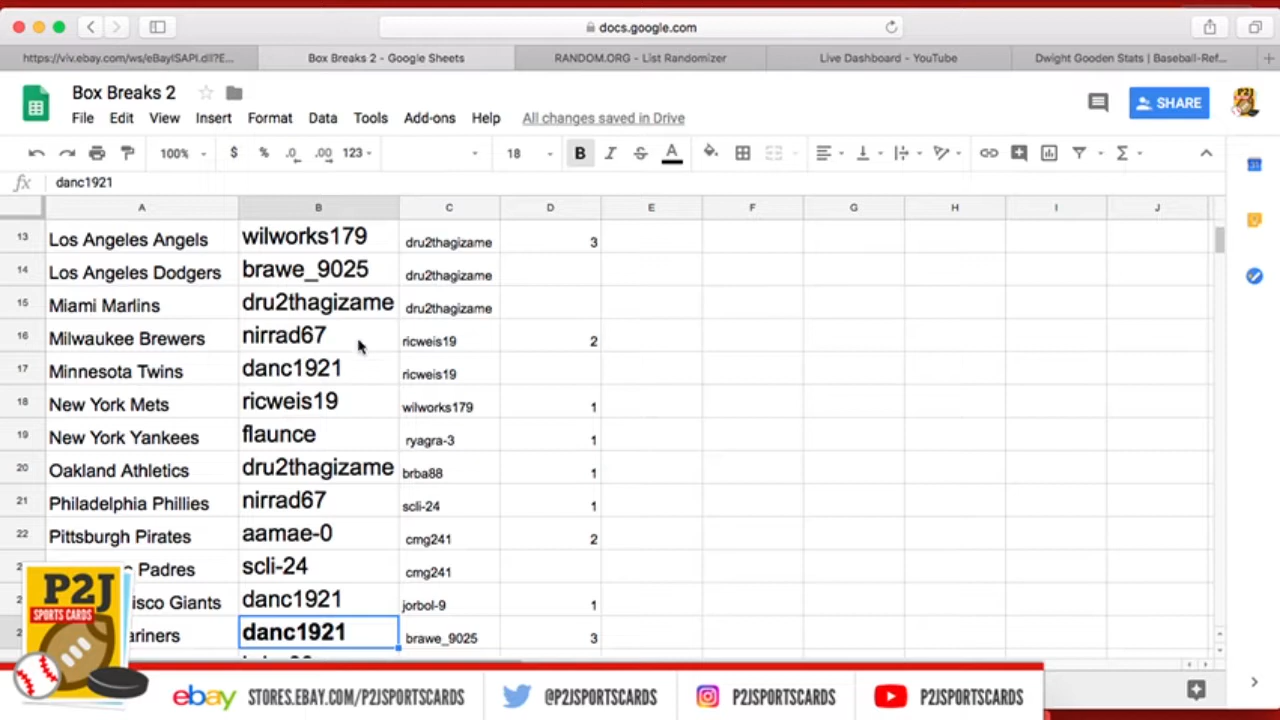 docs.google.com
https://viv.ebay.com/ws/eBayISAPI.dll?E...
Box Breaks 2 - Google Sheets
RANDOM.ORG - List Randomizer
Live Dashboard - YouTube
Dwight Gooden Stats | Baseball-Ref...
Box Breaks 2
File Edit View Insert Format Data Tools Add-ons Help All changes saved in Drive
SHARE
100% $ % .0 .00 123 18 B I S A
fx danc1921
A B C D E F G H I J
13 Los Angeles Angels wilworks179 dru2thagizame 3
14 Los Angeles Dodgers brawe_9025 dru2thagizame
15 Miami Marlins dru2thagizame dru2thagizame
16 Milwaukee Brewers nirrad67 ricweis19 2
17 Minnesota Twins danc1921 ricweis19
18 New York Mets ricweis19 wilworks179 1
19 New York Yankees flaunce ryagra-3 1
20 Oakland Athletics dru2thagizame brba88 1
21 Philadelphia Phillies nirrad67 scli-24 1
22 Pittsburgh Pirates aamae-0 cmg241 2
Padres scli-24 cmg241
isco Giants danc1921 jorbol-9 1
ariners danc1921 brawe_9025 3
P2J
SPORTS CARDS
ebay STORES.EBAY.COM/P2JSPORTSCARDS
@P2JSPORTSCARDS
P2JSPORTSCARDS
P2JSPORTSCARDS